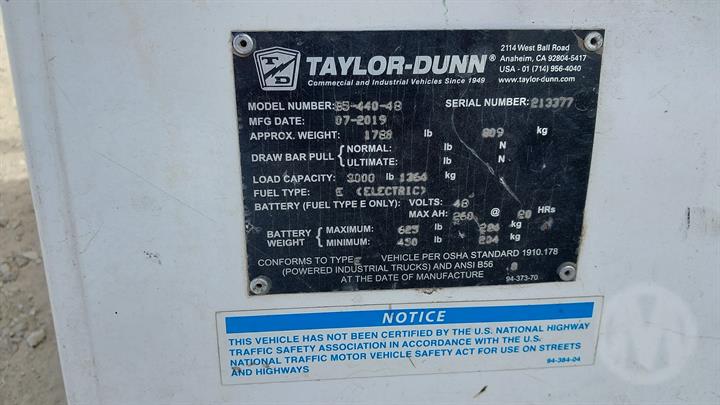 TD
TAYLOR-DUNN®
Commercial and Industrial Vehicles Since 1949
2114 West Ball Road
Anaheim, CA 92804-5417
USA - 01 (714) 956-4040
www.taylor-dunn.com
MODEL NUMBER: B5-440-48 SERIAL NUMBER: 213377
MFG DATE: 07-2019
APPROX. WEIGHT: 1788 lb 809 kg
DRAW BAR PULL { NORMAL: lb N
ULTIMATE: lb N
LOAD CAPACITY: 3000 lb 1364 kg
FUEL TYPE: E (ELECTRIC)
BATTERY (FUEL TYPE E ONLY): VOLTS: 48
MAX AH: 260 @ 20 HRs
BATTERY WEIGHT { MAXIMUM: 625 lb 284 kg
MINIMUM: 450 lb 204 kg
CONFORMS TO TYPE E VEHICLE PER OSHA STANDARD 1910.178
(POWERED INDUSTRIAL TRUCKS) AND ANSI B56 .8
AT THE DATE OF MANUFACTURE 94-373-70
NOTICE
THIS VEHICLE HAS NOT BEEN CERTIFIED BY THE U.S. NATIONAL HIGHWAY
TRAFFIC SAFETY ASSOCIATION IN ACCORDANCE WITH THE U.S.
NATIONAL TRAFFIC MOTOR VEHICLE SAFETY ACT FOR USE ON STREETS
AND HIGHWAYS 94-384-04
M